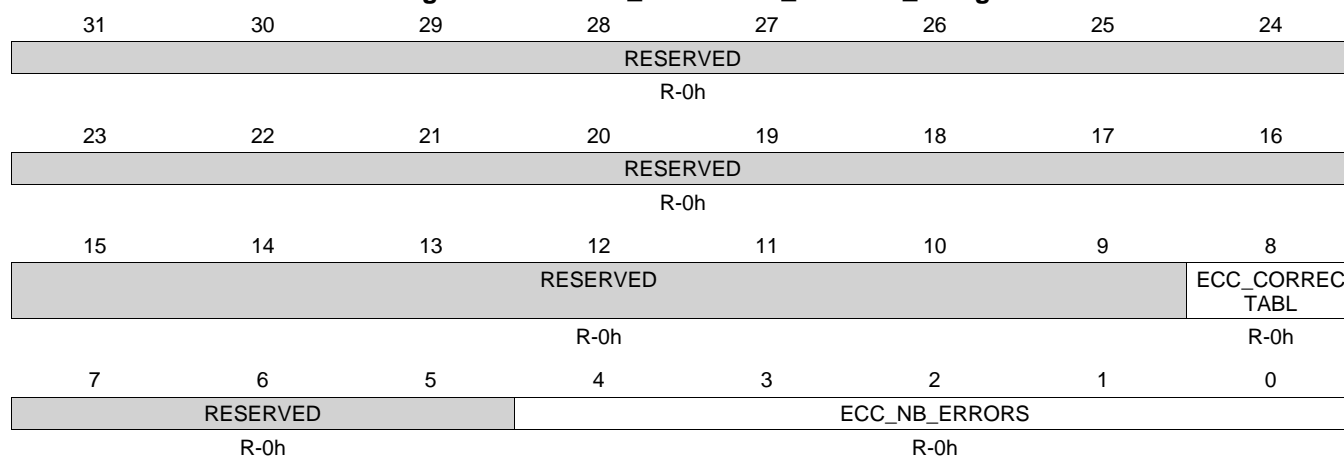 31 30 29 28 27 26 25 24
RESERVED
R-0h
23 22 21 20 19 18 17 16
RESERVED
R-0h
15 14 13 12 11 10 9 8
RESERVED ECC_CORREC
TABL
R-0h R-0h
7 6 5 4 3 2 1 0
RESERVED ECC_NB_ERRORS
R-0h R-0h